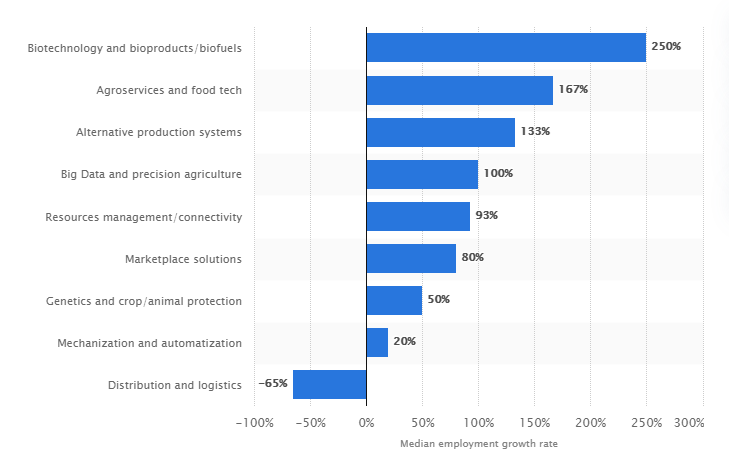 Biotechnology and bioproducts/biofuels 250%
Agroservices and food tech 167%
Alternative production systems 133%
Big Data and precision agriculture 100%
Resources management/connectivity 93%
Marketplace solutions 80%
Genetics and crop/animal protection 50%
Mechanization and automatization 20%
Distribution and logistics -65%
-100% -50% 0% 50% 100% 150% 200% 250% 300%
Median employment growth rate